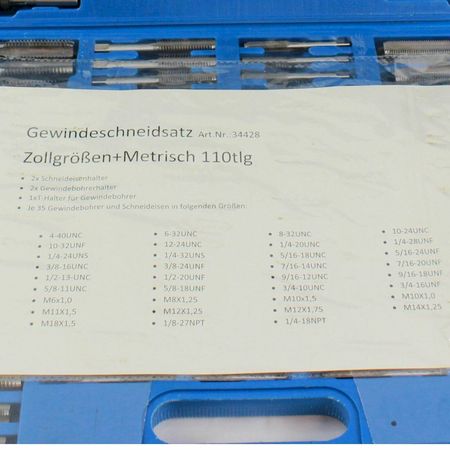 Gewindeschneidsatz Art.Nr.:34428
Zollgrößen+Metrisch 110tlg
2x Schneideisenhalter
2x Gewindebohrerhalter
1xT-Halter für Gewindebohrer
Je 35 Gewindebohrer und Schneideisen in folgenden Größen:
4-40UNC 6-32UNC 8-32UNC 10-24UNC
10-32UNF 12-24UNC 1/4-20UNC 1/4-28UNF
1/4-24UNS 1/4-32UNS 5/16-18UNC 5/16-24UNF
3/8-16UNC 3/8-24UNF 7/16-14UNC 7/16-20UNF
1/2-13-UNC 1/2-20UNF 9/16-12UNC 9/16-18UNF
5/8-11UNC 5/8-18UNF 3/4-10UNC 3/4-16UNF
M6x1,0 M8X1,25 M10x1,5 M10X1,0
M11X1,5 M12X1,25 M12X1,75 M14X1,25
M18X1,5 1/8-27NPT 1/4-18NPT